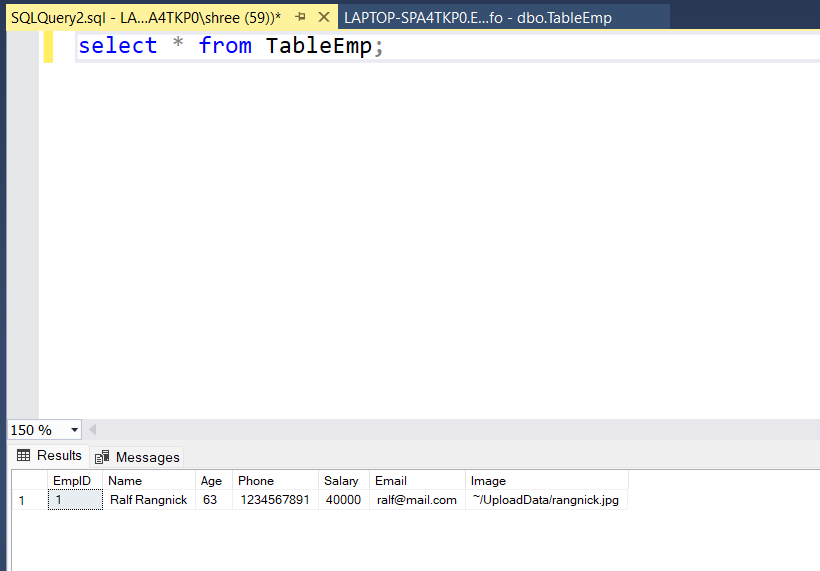 SQLQuery2.sql - LA...A4TKP0\shree (59))* LAPTOP-SPA4TKP0.E...fo - dbo.TableEmp
select * from TableEmp;
150 %
Results Messages
EmpID Name Age Phone Salary Email Image
1 1 Ralf Rangnick 63 1234567891 40000 ralf@mail.com ~/UploadData/rangnick.jpg